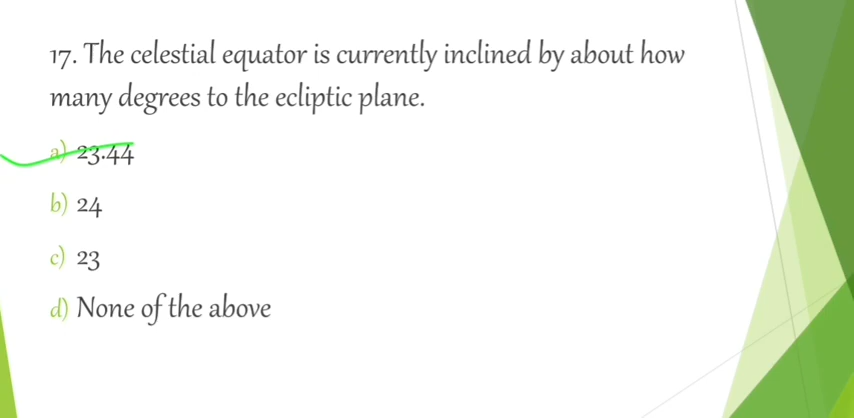 17. The celestial equator is currently inclined by about how
many degrees to the ecliptic plane.
a) 23.44
b) 24
c) 23
d) None of the above